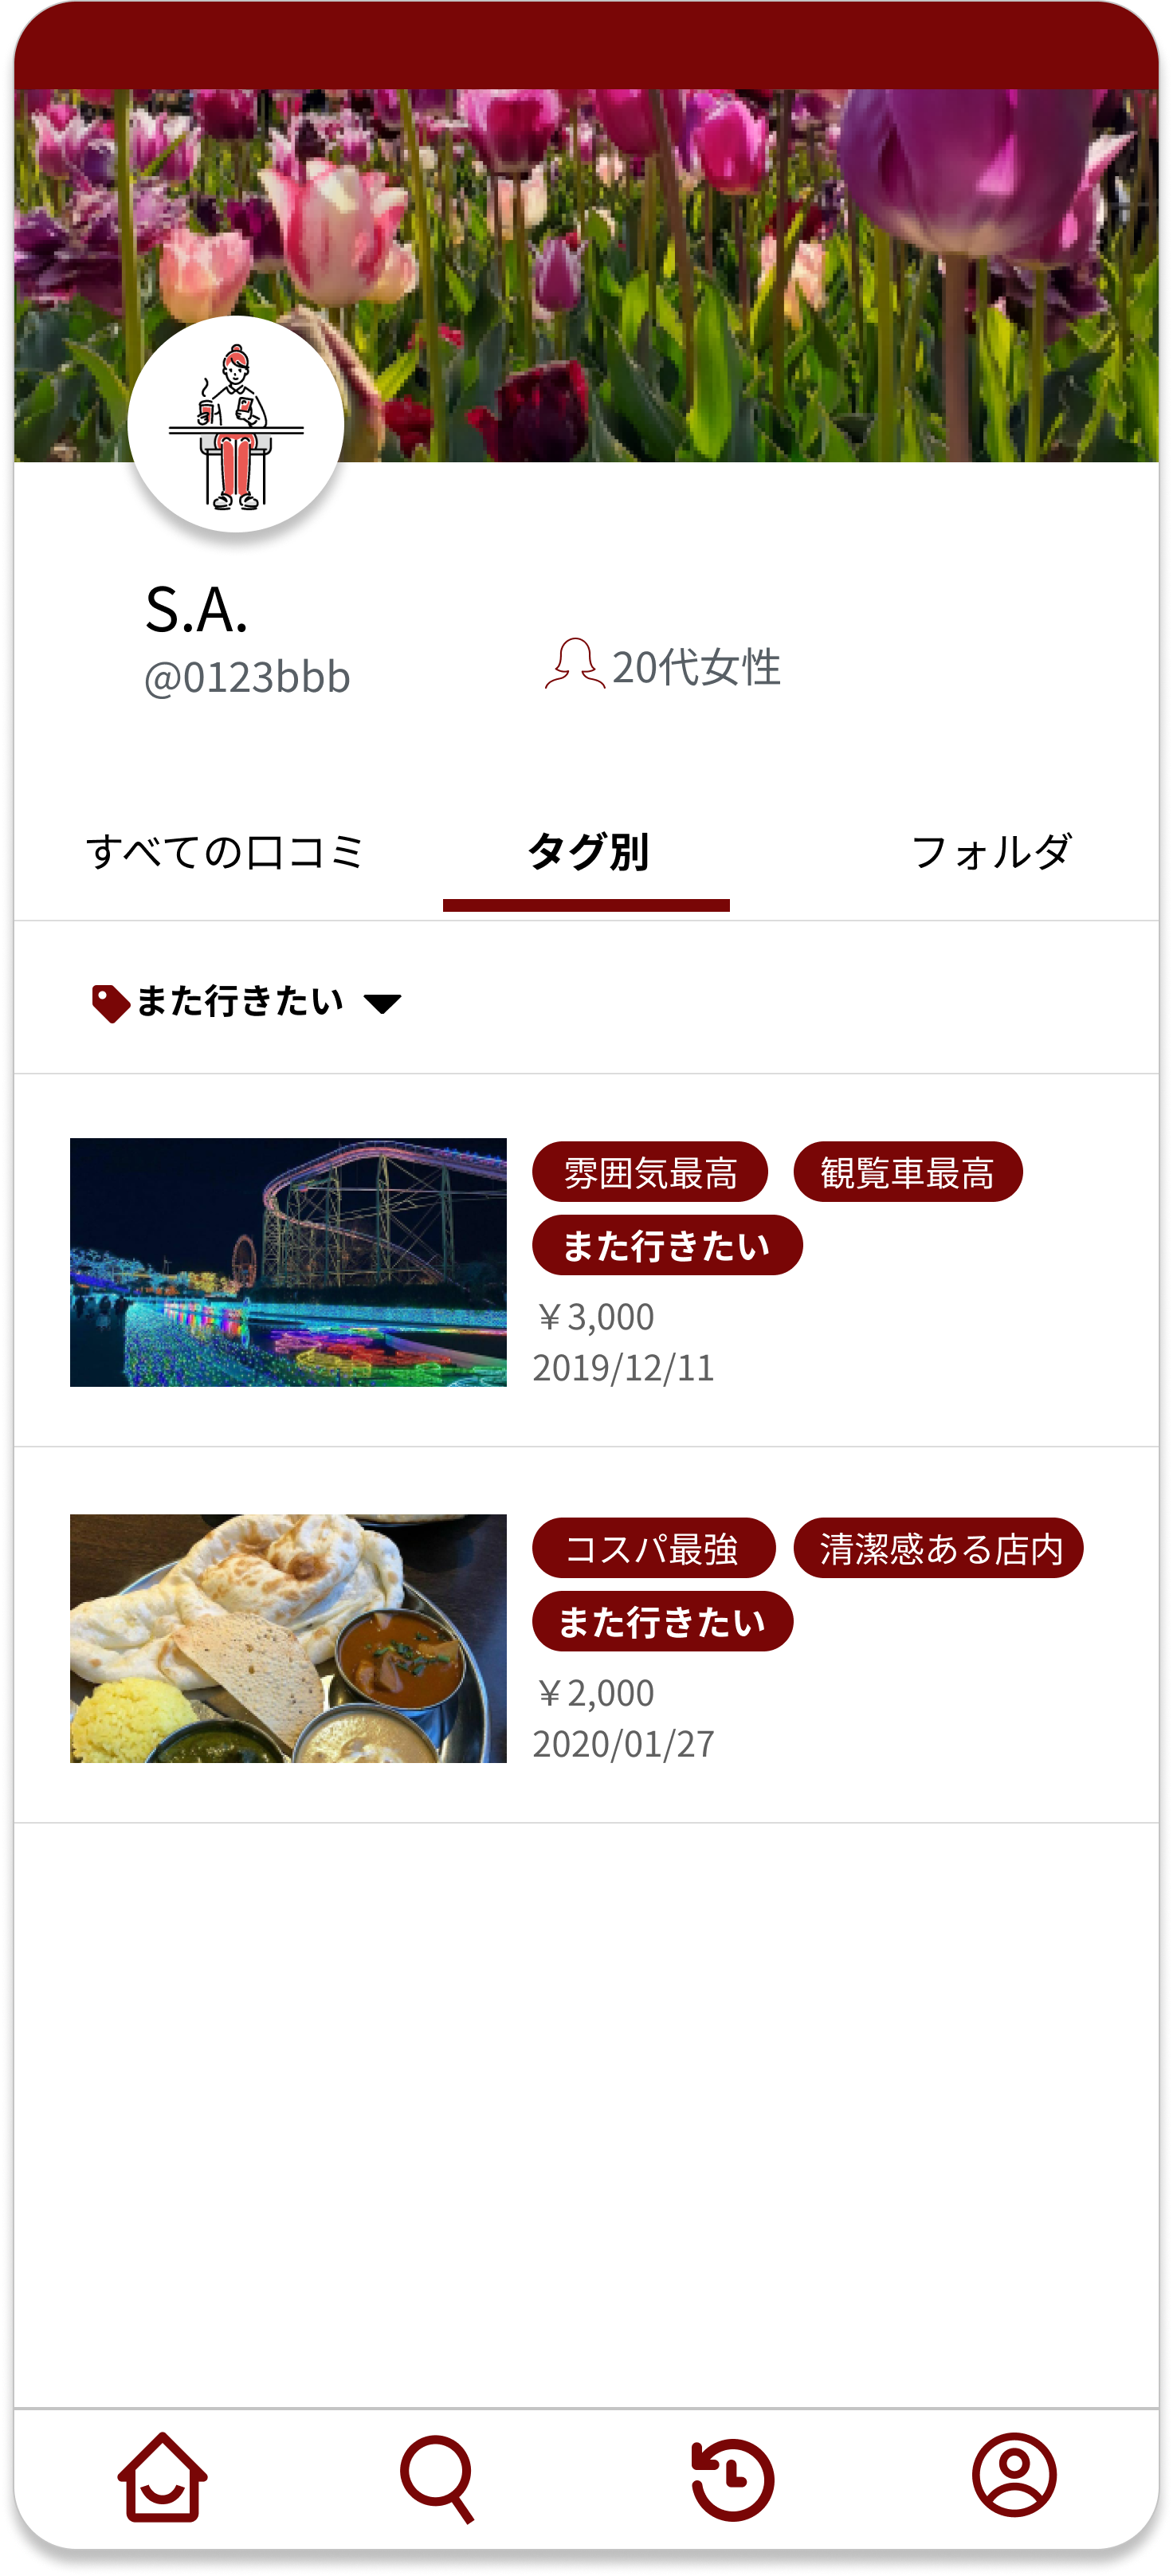 S.A.
@0123bbb
20代女性
すべての口コミ タグ別 フォルダ
また行きたい
雰囲気最高 観覧車最高
また行きたい
￥3,000
2019/12/11
コスパ最強 清潔感ある店内
また行きたい
￥2,000
2020/01/27